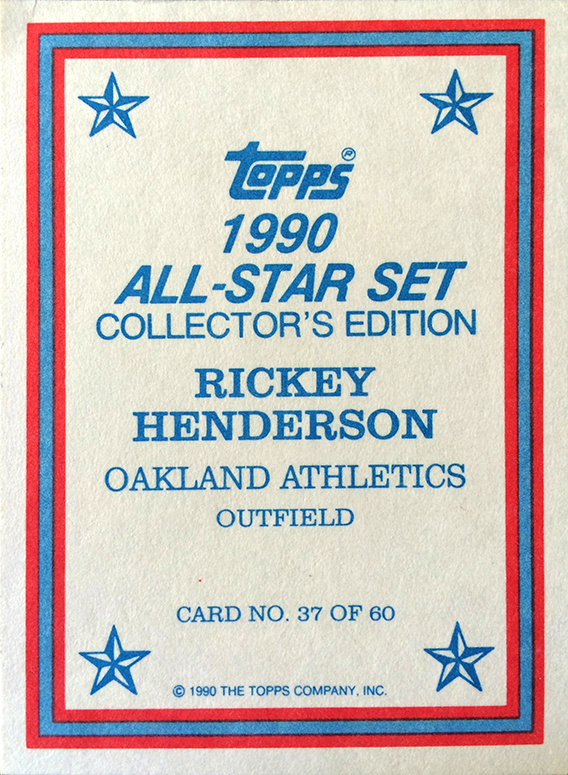 topps®
1990
ALL-STAR SET
COLLECTOR'S EDITION
RICKEY
HENDERSON
OAKLAND ATHLETICS
OUTFIELD
CARD NO. 37 OF 60
© 1990 THE TOPPS COMPANY, INC.